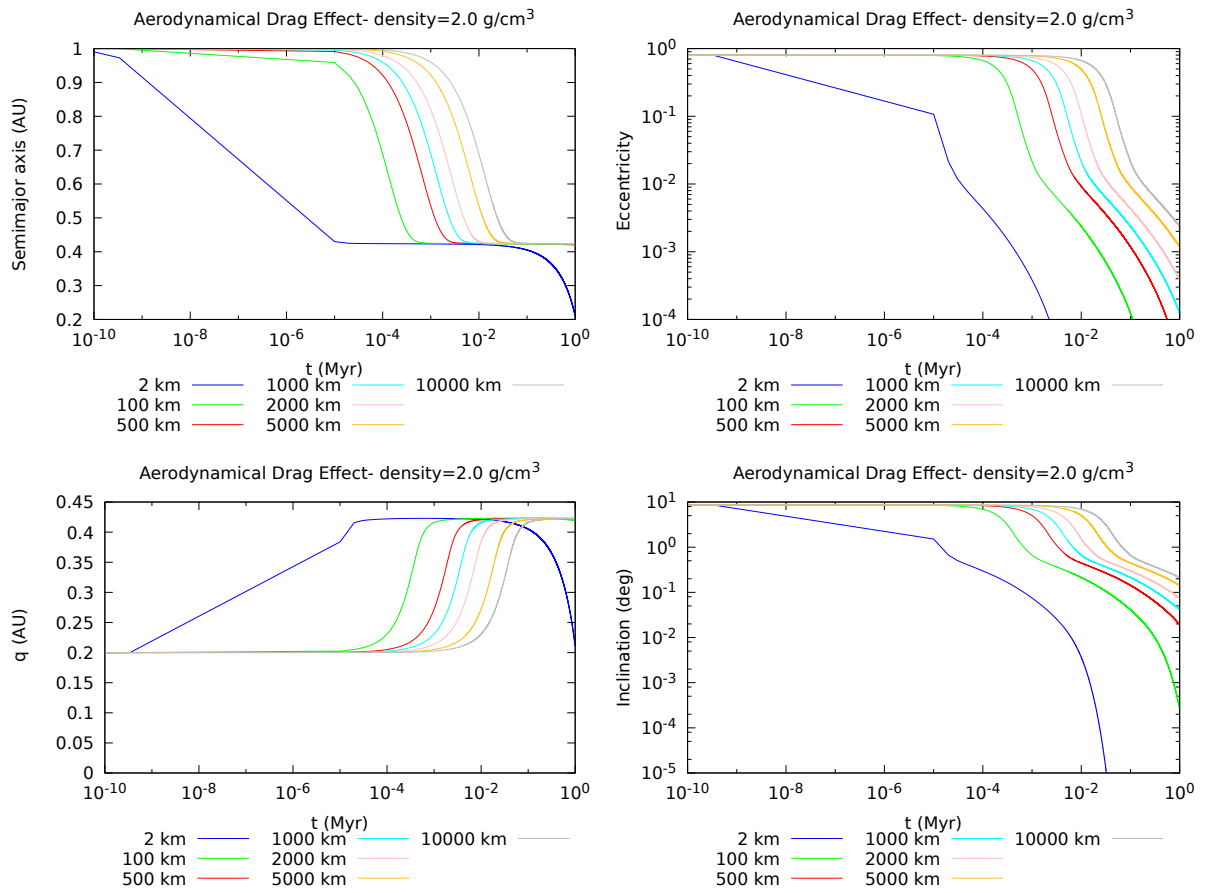 Aerodynamical Drag Effect- density=2.0 g/cm³
Semimajor axis (AU)
1
0.9
0.8
0.7
0.6
0.5
0.4
0.3
0.2
10⁻¹⁰ 10⁻⁸ 10⁻⁶ 10⁻⁴ 10⁻² 10⁰
t (Myr)
2 km 1000 km 10000 km
100 km 2000 km
500 km 5000 km
Aerodynamical Drag Effect- density=2.0 g/cm³
Eccentricity
10⁰
10⁻¹
10⁻²
10⁻³
10⁻⁴
10⁻¹⁰ 10⁻⁸ 10⁻⁶ 10⁻⁴ 10⁻² 10⁰
t (Myr)
2 km 1000 km 10000 km
100 km 2000 km
500 km 5000 km
Aerodynamical Drag Effect- density=2.0 g/cm³
q (AU)
0.45
0.4
0.35
0.3
0.25
0.2
0.15
0.1
0.05
0
10⁻¹⁰ 10⁻⁸ 10⁻⁶ 10⁻⁴ 10⁻² 10⁰
t (Myr)
2 km 1000 km 10000 km
100 km 2000 km
500 km 5000 km
Aerodynamical Drag Effect- density=2.0 g/cm³
Inclination (deg)
10¹
10⁰
10⁻¹
10⁻²
10⁻³
10⁻⁴
10⁻⁵
10⁻¹⁰ 10⁻⁸ 10⁻⁶ 10⁻⁴ 10⁻² 10⁰
t (Myr)
2 km 1000 km 10000 km
100 km 2000 km
500 km 5000 km